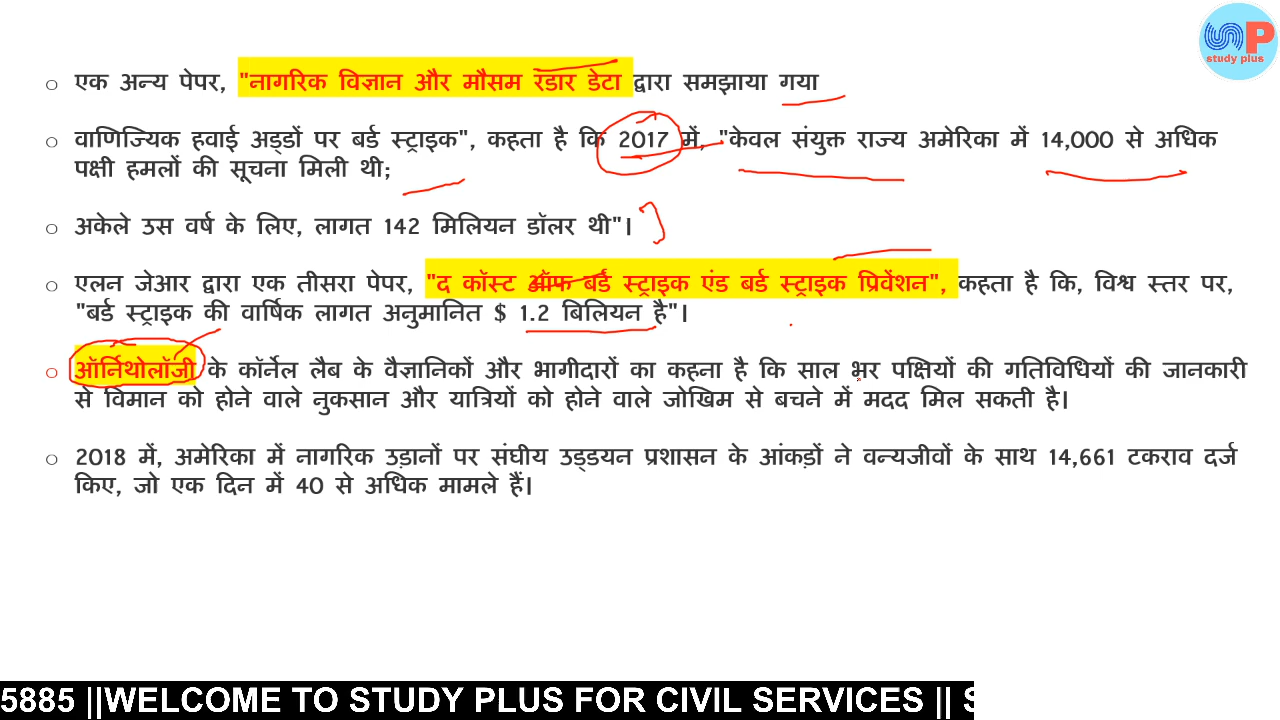 SP
study plus
o एक अन्य पेपर, "नागरिक विज्ञान और मौसम रडार डेटा द्वारा समझाया गया
o वाणिज्यिक हवाई अड्डों पर बर्ड स्ट्राइक", कहता है कि 2017 में, "केवल संयुक्त राज्य अमेरिका में 14,000 से अधिक
पक्षी हमलों की सूचना मिली थी;
o अकेले उस वर्ष के लिए, लागत 142 मिलियन डॉलर थी"।
o एलन जेआर द्वारा एक तीसरा पेपर, "द कॉस्ट ऑफ बर्ड स्ट्राइक एंड बर्ड स्ट्राइक प्रिवेंशन", कहता है कि, विश्व स्तर पर,
"बर्ड स्ट्राइक की वार्षिक लागत अनुमानित $ 1.2 बिलियन है"।
o ऑर्निथोलॉजी के कॉर्नेल लैब के वैज्ञानिकों और भागीदारों का कहना है कि साल भर पक्षियों की गतिविधियों की जानकारी
से विमान को होने वाले नुकसान और यात्रियों को होने वाले जोखिम से बचने में मदद मिल सकती है।
o 2018 में, अमेरिका में नागरिक उड़ानों पर संघीय उड्डयन प्रशासन के आंकड़ों ने वन्यजीवों के साथ 14,661 टकराव दर्ज
किए, जो एक दिन में 40 से अधिक मामले हैं।
5885 ||WELCOME TO STUDY PLUS FOR CIVIL SERVICES || S